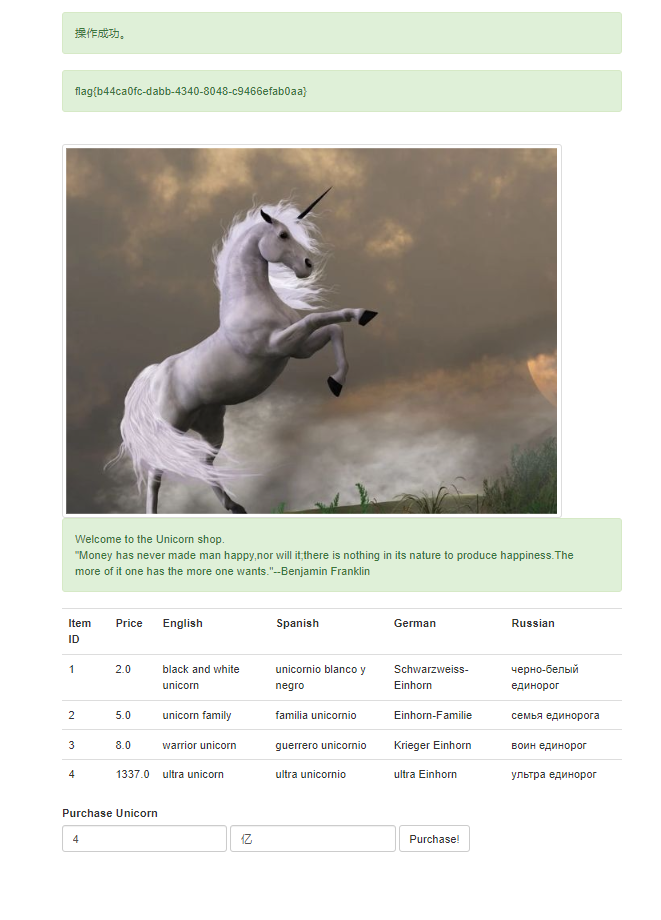 操作成功。
flag{b44ca0fc-dabb-4340-8048-c9466efab0aa}
Welcome to the Unicorn shop.
"Money has never made man happy,nor will it;there is nothing in its nature to produce happiness.The
more of it one has the more one wants."--Benjamin Franklin
Item ID Price English Spanish German Russian
1 2.0 black and white unicorn unicornio blanco y negro Schwarzweiss-Einhorn черно-белый единорог
2 5.0 unicorn family familia unicornio Einhorn-Familie семья единорога
3 8.0 warrior unicorn guerrero unicornio Krieger Einhorn воин единорог
4 1337.0 ultra unicorn ultra unicornio ultra Einhorn ультра единорог
Purchase Unicorn
4 亿 Purchase!